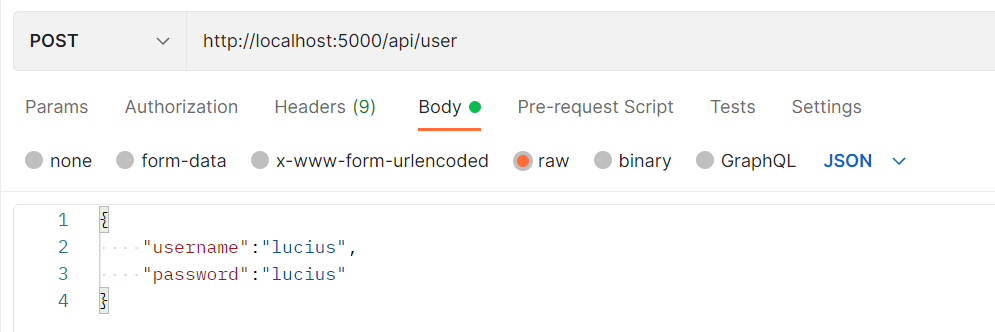 POST http://localhost:5000/api/user
Params Authorization Headers (9) Body Pre-request Script Tests Settings
none form-data x-www-form-urlencoded raw binary GraphQL JSON
1 {
2 "username":"lucius",
3 "password":"lucius"
4 }